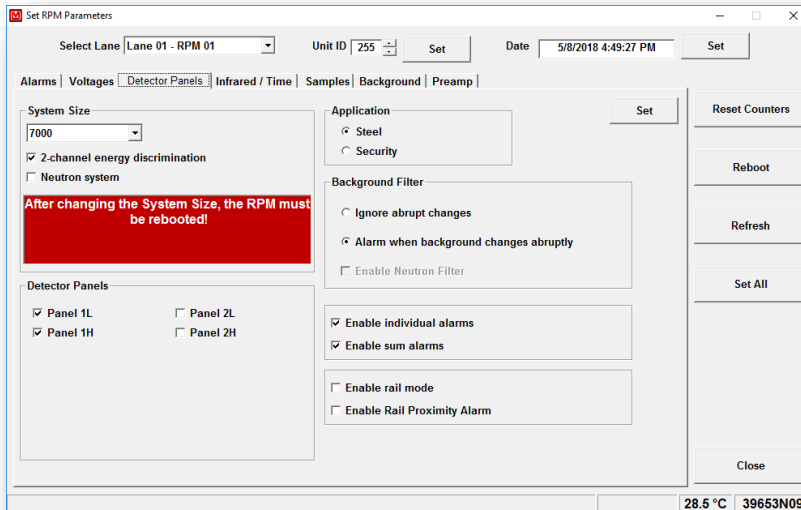 Set RPM Parameters
Select Lane Lane 01 - RPM 01 Unit ID 255 Set Date 5/8/2018 4:49:27 PM Set
Alarms Voltages Detector Panels Infrared / Time Samples Background Preamp
System Size
7000
2-channel energy discrimination
Neutron system
After changing the System Size, the RPM must
be rebooted!
Detector Panels
Panel 1L Panel 2L
Panel 1H Panel 2H
Application
Steel
Security
Set
Background Filter
Ignore abrupt changes
Alarm when background changes abruptly
Enable Neutron Filter
Enable individual alarms
Enable sum alarms
Enable rail mode
Enable Rail Proximity Alarm
Reset Counters
Reboot
Refresh
Set All
Close
28.5 °C 39653N09